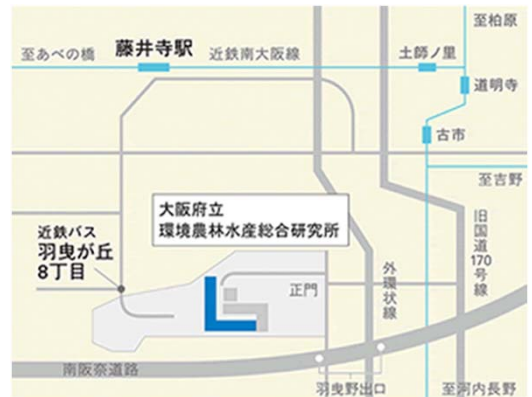 至柏原
至あべの橋
藤井寺駅
近鉄南大阪線
土師ノ里
道明寺
古市
至吉野
大阪府立
環境農林水産総合研究所
近鉄バス
羽曳が丘
8丁目
正門
外環状線
旧国道170号線
南阪奈道路
羽曳野出口
至河内長野